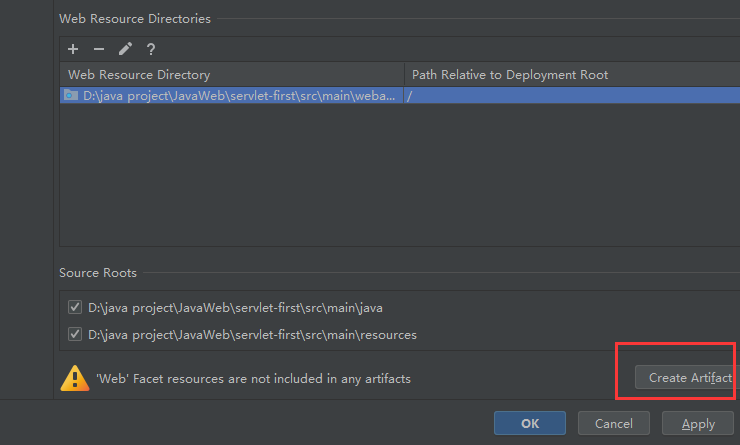 Web Resource Directories
?
Web Resource Directory Path Relative to Deployment Root
D:\java project\JavaWeb\servlet-first\src\main\weba... /
Source Roots
D:\java project\JavaWeb\servlet-first\src\main\java
D:\java project\JavaWeb\servlet-first\src\main\resources
'Web' Facet resources are not included in any artifacts Create Artifact
OK Cancel Apply